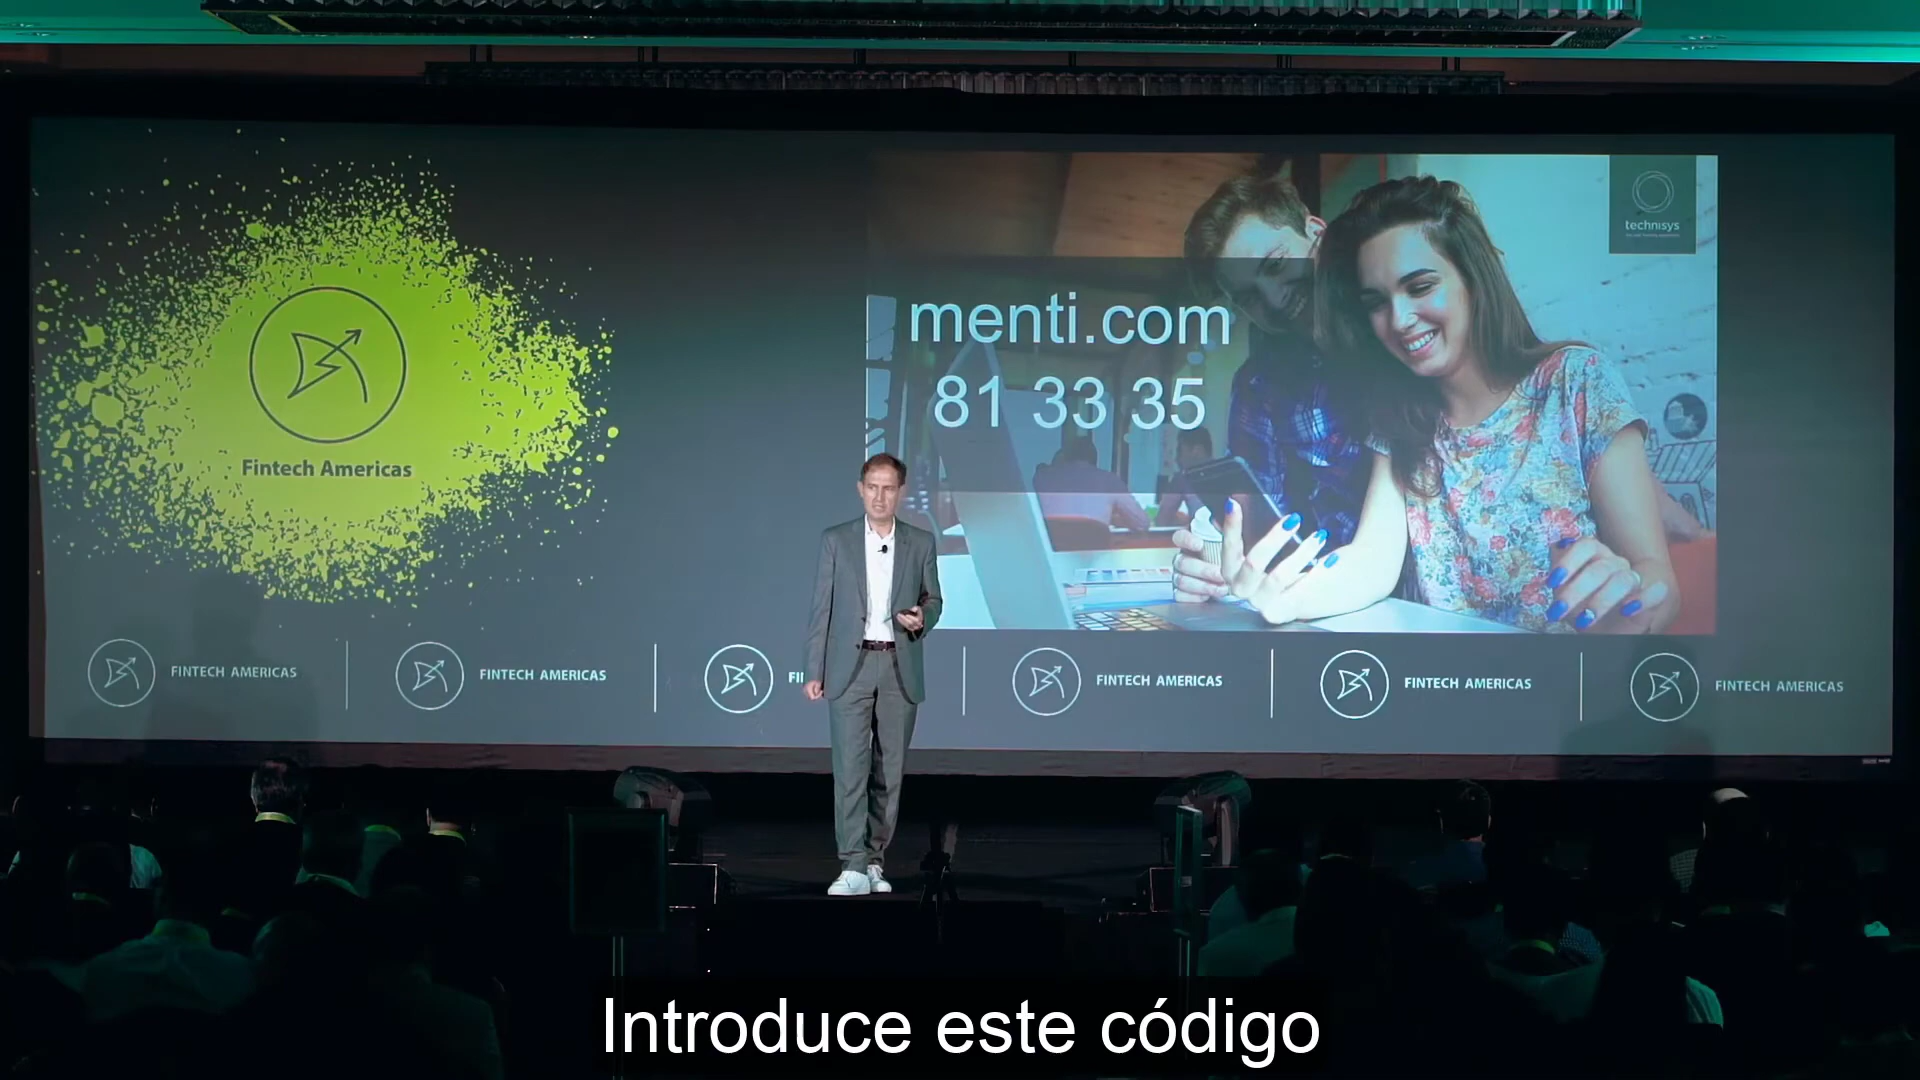 technisys
menti.com
81 33 35
Fintech Americas
FINTECH AMERICAS
FINTECH AMERICAS
FI
FINTECH AMERICAS
FINTECH AMERICAS
FINTECH AMERICAS
Introduce este código